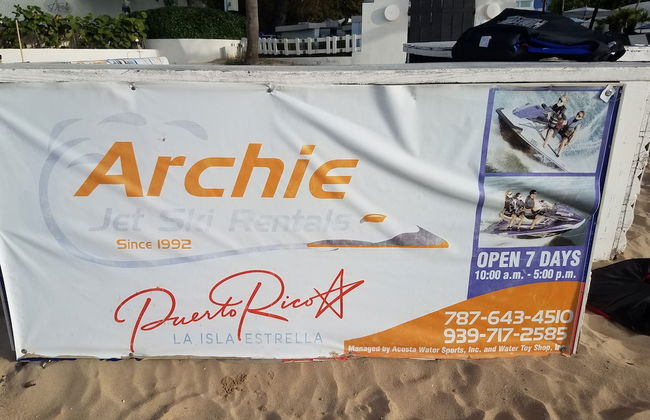 Archie
Jet Ski Rentals
Since 1992
Puerto Rico
LA ISLA ESTRELLA
OPEN 7 DAYS
10:00 a.m. - 5:00 p.m.
787-643-4510
939-717-2585
Managed by Acosta Water Sports, Inc. and Water Toy Shop,